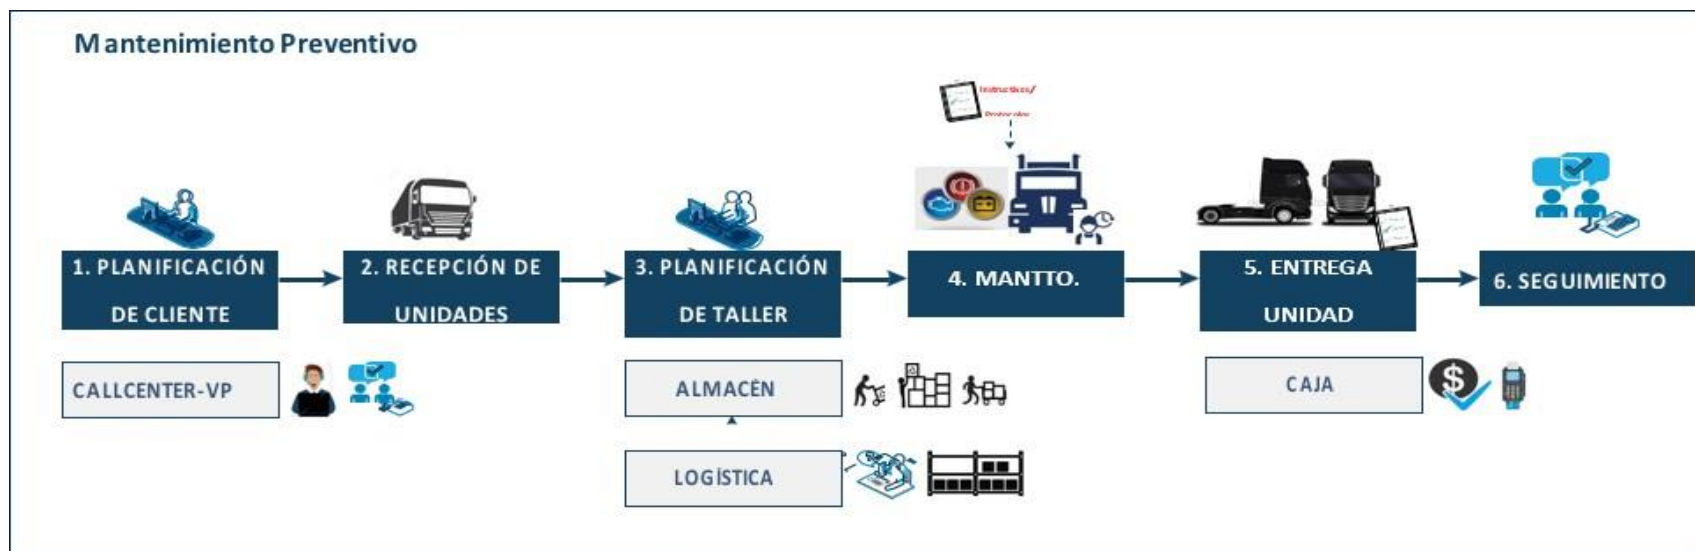 Mantenimiento Preventivo
Instructivos/
1. PLANIFICACIÓN
DE CLIENTE
2. RECEPCIÓN DE
UNIDADES
3. PLANIFICACIÓN
DE TALLER
4. MANTTO.
5. ENTREGA
UNIDAD
6. SEGUIMIENTO
CALLCENTER-VP
ALMACÉN
CAJA
LOGÍSTICA